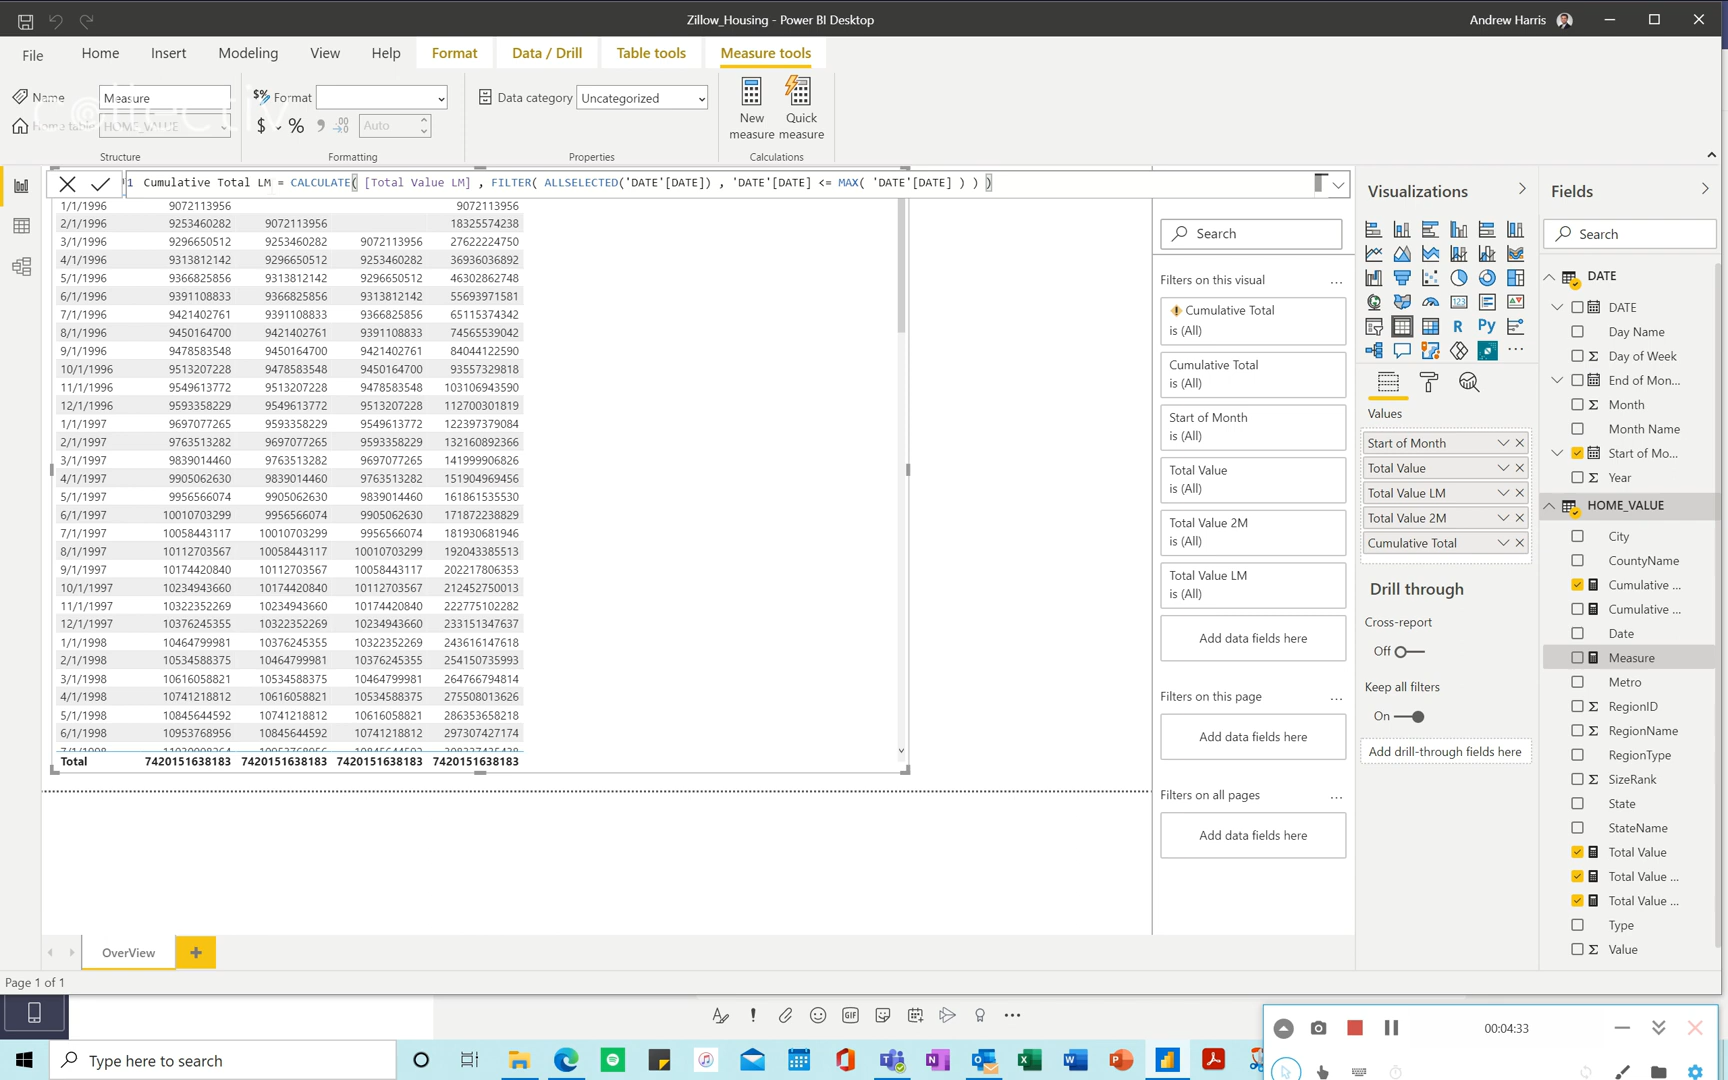 Zillow_Housing - Power BI Desktop
Andrew Harris
File Home Insert Modeling View Help Format Data / Drill Table tools Measure tools
Name Measure
Home table HOME_VALUE
Structure
Format
$ % Auto
Formatting
Data category Uncategorized
Properties
New measure
Quick measure
Calculations
collectiv
1 Cumulative Total LM = CALCULATE( [Total Value LM] , FILTER( ALLSELECTED('DATE'[DATE]) , 'DATE'[DATE] <= MAX( 'DATE'[DATE] ) ) )
1/1/1996 9072113956 9072113956
2/1/1996 9253460282 9072113956 18325574238
3/1/1996 9296650512 9253460282 9072113956 27622224750
4/1/1996 9313812142 9296650512 9253460282 36936036892
5/1/1996 9366825856 9313812142 9296650512 46302862748
6/1/1996 9391108833 9366825856 9313812142 55693971581
7/1/1996 9421402761 9391108833 9366825856 65115374342
8/1/1996 9450164700 9421402761 9391108833 74565539042
9/1/1996 9478583548 9450164700 9421402761 84044122590
10/1/1996 9513207228 9478583548 9450164700 93557329818
11/1/1996 9549613772 9513207228 9478583548 103106943590
12/1/1996 9593358229 9549613772 9513207228 112700301819
1/1/1997 9697077265 9593358229 9549613772 122397379084
2/1/1997 9763513282 9697077265 9593358229 132160892366
3/1/1997 9839014460 9763513282 9697077265 141999906826
4/1/1997 9905062630 9839014460 9763513282 151904969456
5/1/1997 9956566074 9905062630 9839014460 161861535530
6/1/1997 10010703299 9956566074 9905062630 171872238829
7/1/1997 10058443117 10010703299 9956566074 181930681946
8/1/1997 10112703567 10058443117 10010703299 192043385513
9/1/1997 10174420840 10112703567 10058443117 202217806353
10/1/1997 10234943660 10174420840 10112703567 212452750013
11/1/1997 10322352269 10234943660 10174420840 222775102282
12/1/1997 10376245355 10322352269 10234943660 233151347637
1/1/1998 10464799981 10376245355 10322352269 243616147618
2/1/1998 10534588375 10464799981 10376245355 254150735993
3/1/1998 10616058821 10534588375 10464799981 264766794814
4/1/1998 10741218812 10616058821 10534588375 275508013626
5/1/1998 10845644592 10741218812 10616058821 286353658218
6/1/1998 10953768956 10845644592 10741218812 297307427174
Total 7420151638183 7420151638183 7420151638183 7420151638183
Search
Filters on this visual ...
Cumulative Total
is (All)
Cumulative Total
is (All)
Start of Month
is (All)
Total Value
is (All)
Total Value 2M
is (All)
Total Value LM
is (All)
Add data fields here
Filters on this page ...
Add data fields here
Filters on all pages ...
Add data fields here
Visualizations
R
Py
...
Values
Start of Month
Total Value
Total Value LM
Total Value 2M
Cumulative Total
Drill through
Cross-report
Off
Keep all filters
On
Add drill-through fields here
Fields
Search
DATE
DATE
Day Name
Day of Week
End of Mon...
Month
Month Name
Start of Mo...
Year
HOME_VALUE
City
CountyName
Cumulative ...
Cumulative ...
Date
Measure
Metro
RegionID
RegionName
RegionType
SizeRank
State
StateName
Total Value
Total Value ...
Total Value ...
Type
Value
OverView
Page 1 of 1
GIF
00:04:33
Type here to search